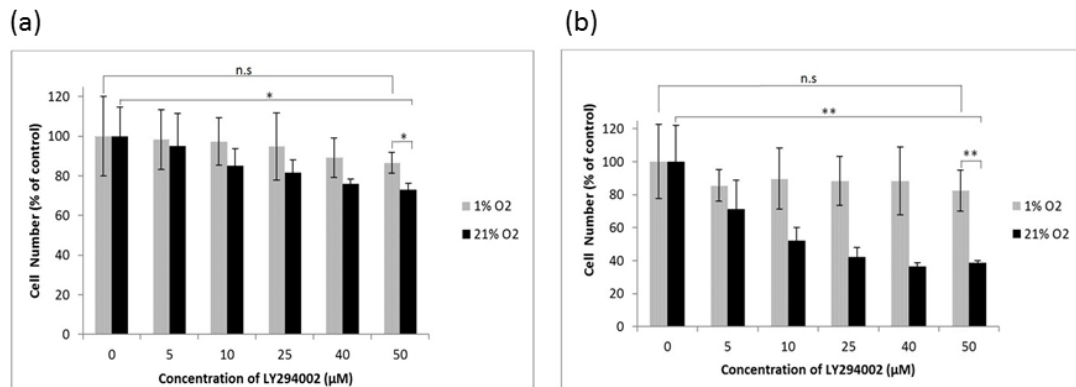 (a)
n.s
*
*
120
100
80
60
40
20
0
Cell Number (% of control)
0 5 10 25 40 50
Concentration of LY294002 (µM)
1% O2
21% O2
(b)
n.s
**
**
120
100
80
60
40
20
0
Cell Number (% of control)
0 5 10 25 40 50
Concentration of LY294002 (µM)
1% O2
21% O2